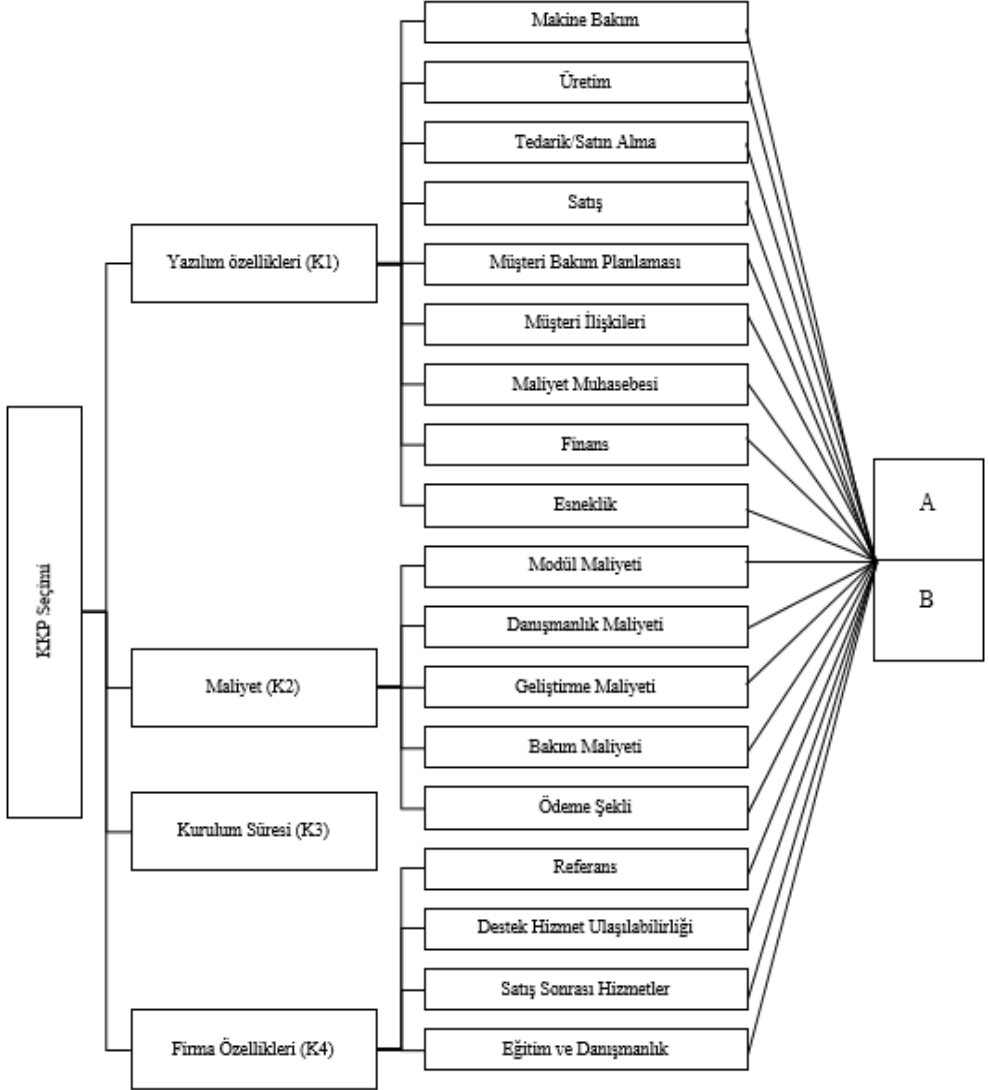 KKP Seçimi
Yazılım özellikleri (K1)
Makine Bakım
Üretim
Tedarik/Satın Alma
Satış
Müşteri Bakım Planlaması
Müşteri İlişkileri
Maliyet Muhasebesi
Finans
Esneklik
Maliyet (K2)
Modül Maliyeti
Danışmanlık Maliyeti
Geliştirme Maliyeti
Bakım Maliyeti
Ödeme Şekli
Kurulum Süresi (K3)
Firma Özellikleri (K4)
Referans
Destek Hizmet Ulaşılabilirliği
Satış Sonrası Hizmetler
Eğitim ve Danışmanlık
A
B